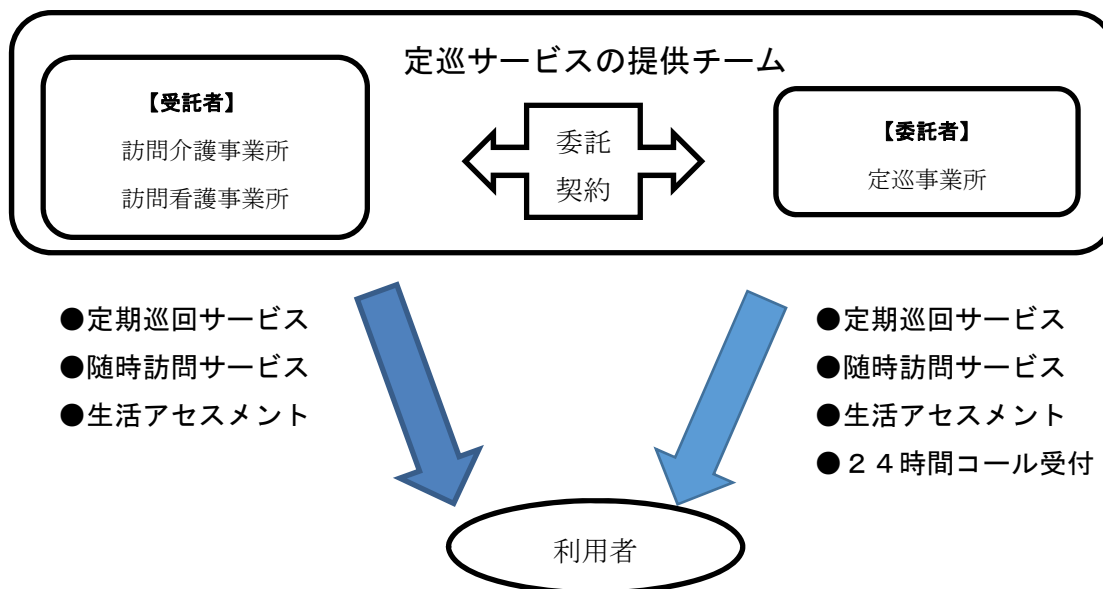 定巡サービスの提供チーム
【受託者】
訪問介護事業所
訪問看護事業所
委託
契約
【委託者】
定巡事業所
●定期巡回サービス
●随時訪問サービス
●生活アセスメント
●定期巡回サービス
●随時訪問サービス
●生活アセスメント
●２４時間コール受付
利用者